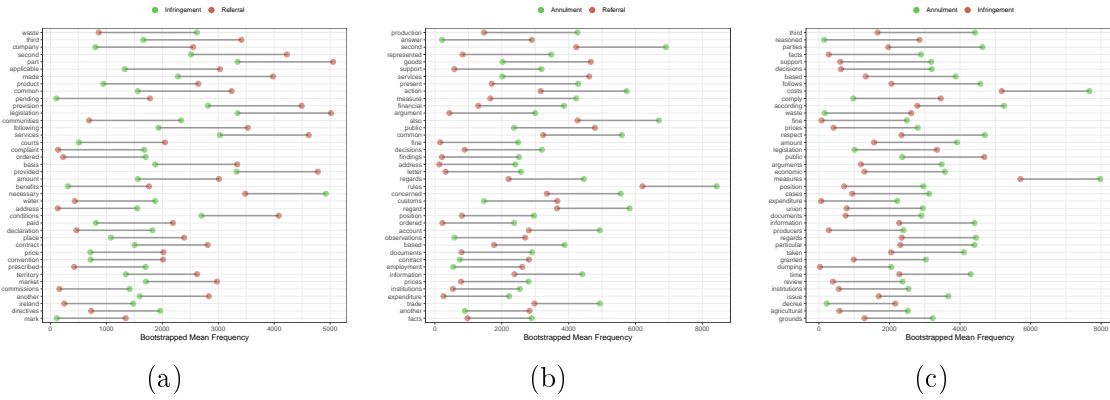 Infringement Referral
waste
third
company
second
part
applicable
made
product
common
pending
provision
legislation
communities
following
services
courts
complaint
ordered
basis
provided
amount
benefits
necessary
water
address
conditions
paid
declaration
place
contract
price
convention
prescribed
territory
market
commissions
another
ireland
directives
mark
0 1000 2000 3000 4000 5000
Bootstrapped Mean Frequency
(a)
Annulment Referral
production
answer
second
represented
goods
support
services
present
action
measure
financial
argument
also
public
common
fine
decisions
findings
address
letter
regards
rules
concerned
customs
regard
position
ordered
account
observations
based
documents
contract
employment
information
prices
institutions
expenditure
trade
another
facts
0 2000 4000 6000 8000
Bootstrapped Mean Frequency
(b)
Annulment Infringement
third
reasoned
parties
facts
support
decisions
based
follows
costs
comply
according
waste
fine
prices
respect
amount
legislation
public
arguments
economic
measures
position
cases
expenditure
union
documents
information
producers
regards
particular
taken
granted
dumping
time
review
institutions
issue
decree
agricultural
grounds
0 2000 4000 6000 8000
Bootstrapped Mean Frequency
(c)